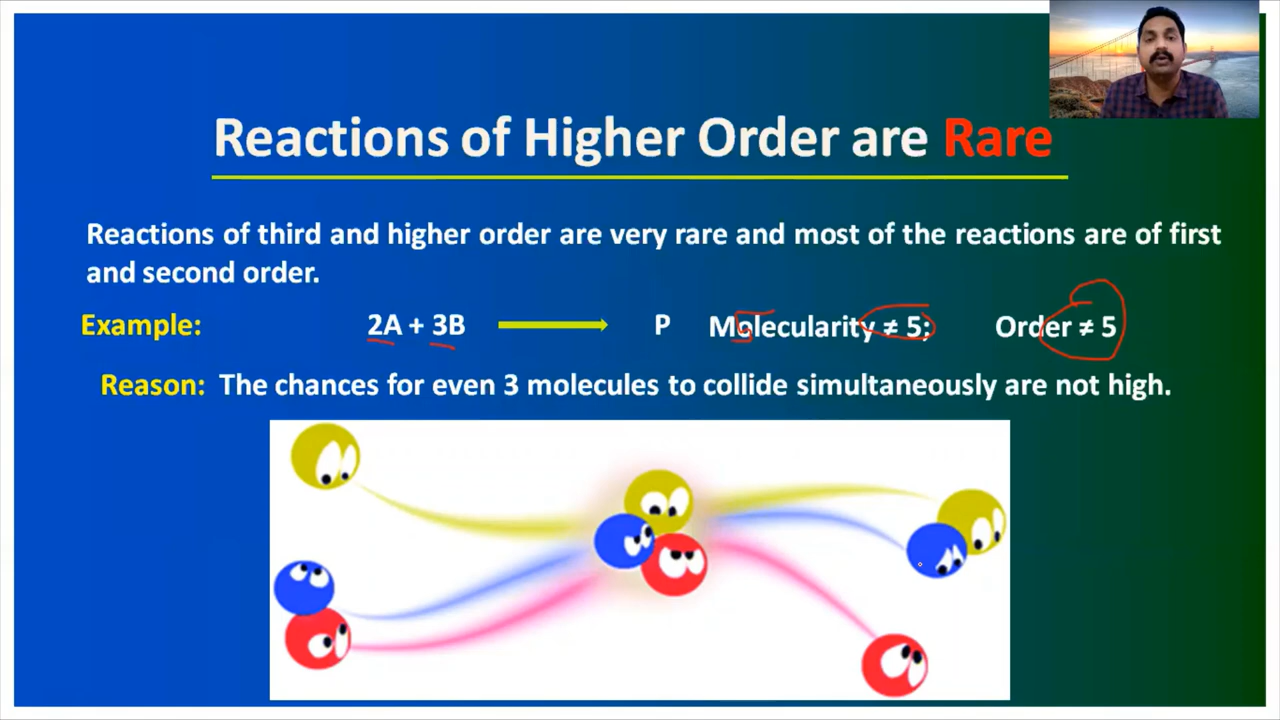 Reactions of Higher Order are Rare
Reactions of third and higher order are very rare and most of the reactions are of first
and second order.
Example: 2A + 3B P Molecularity ≠ 5; Order ≠ 5
Reason: The chances for even 3 molecules to collide simultaneously are not high.